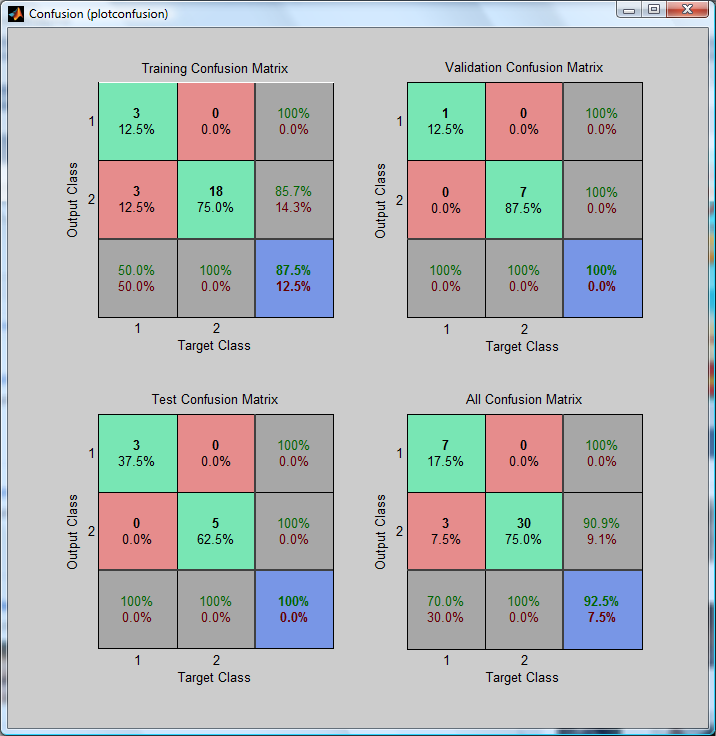 Confusion (plotconfusion)
Training Confusion Matrix
1
3 0 100%
12.5% 0.0% 0.0%
Output Class
2
3 18 85.7%
12.5% 75.0% 14.3%
50.0% 100% 87.5%
50.0% 0.0% 12.5%
1 2
Target Class
Validation Confusion Matrix
1
1 0 100%
12.5% 0.0% 0.0%
Output Class
2
0 7 100%
0.0% 87.5% 0.0%
100% 100% 100%
0.0% 0.0% 0.0%
1 2
Target Class
Test Confusion Matrix
1
3 0 100%
37.5% 0.0% 0.0%
Output Class
2
0 5 100%
0.0% 62.5% 0.0%
100% 100% 100%
0.0% 0.0% 0.0%
1 2
Target Class
All Confusion Matrix
1
7 0 100%
17.5% 0.0% 0.0%
Output Class
2
3 30 90.9%
7.5% 75.0% 9.1%
70.0% 100% 92.5%
30.0% 0.0% 7.5%
1 2
Target Class